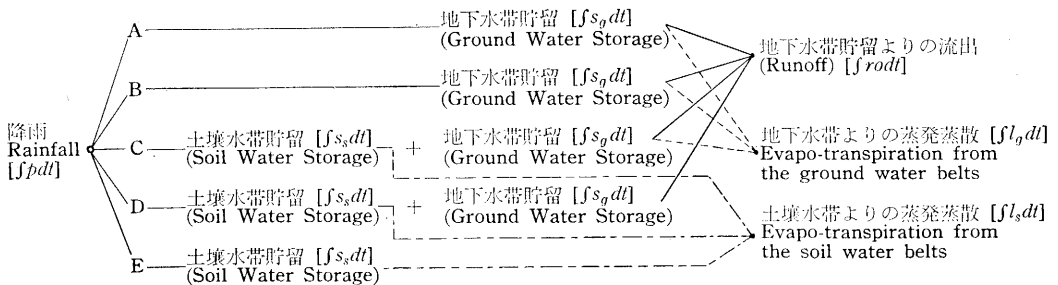 降雨
Rainfall
[∫pdt]
A
地下水帯貯留 [∫s_g dt]
(Ground Water Storage)
B
地下水帯貯留 [∫s_g dt]
(Ground Water Storage)
C
土壌水帯貯留 [∫s_s dt]
(Soil Water Storage)
+
地下水帯貯留 [∫s_g dt]
(Ground Water Storage)
D
土壌水帯貯留 [∫s_s dt]
(Soil Water Storage)
+
地下水帯貯留 [∫s_g dt]
(Ground Water Storage)
E
土壌水帯貯留 [∫s_s dt]
(Soil Water Storage)
地下水帯貯留よりの流出
(Runoff) [∫rodt]
地下水帯よりの蒸発蒸散 [∫l_g dt]
Evapo-transpiration from
the ground water belts
土壌水帯よりの蒸発蒸散 [∫l_s dt]
Evapo-transpiration from
the soil water belts